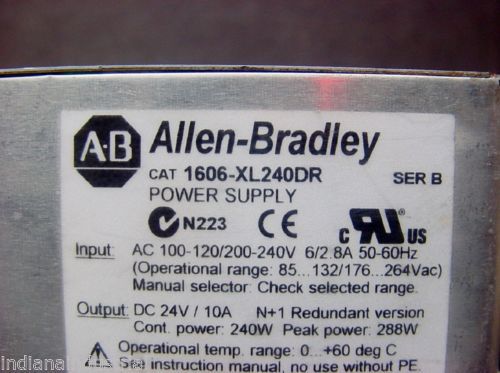 A-B Allen-Bradley
CAT 1606-XL240DR SER B
POWER SUPPLY
N223 CE C RU US
Input: AC 100-120/200-240V 6/2.8A 50-60Hz
(Operational range: 85...132/176...264Vac)
Manual selector: Check selected range.
Output: DC 24V / 10A N+1 Redundant version
Cont. power: 240W Peak power: 288W
Operational temp. range: 0...+60 deg C
See instruction manual, no use without PE.